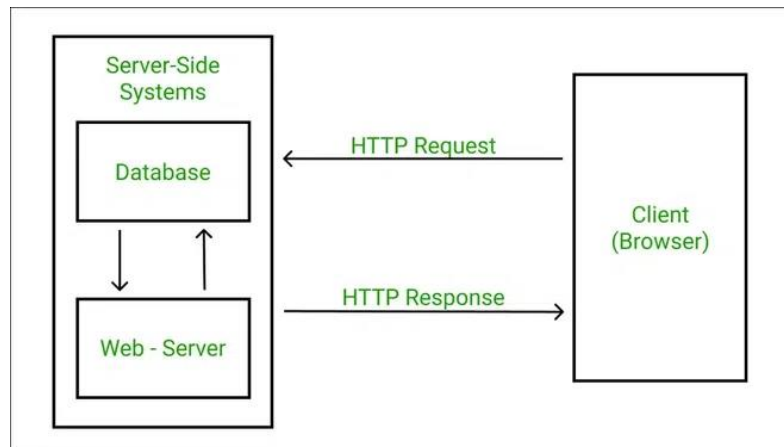 Server-Side
Systems
Database
Web - Server
HTTP Request
HTTP Response
Client
(Browser)